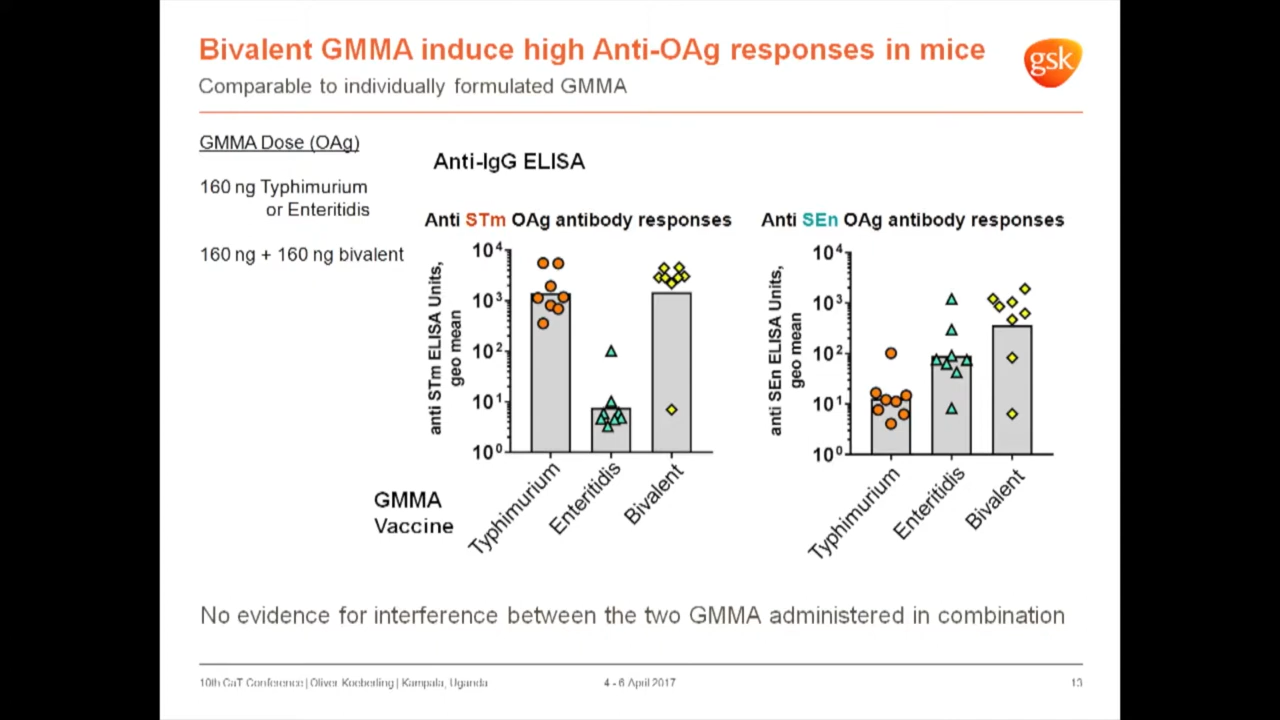 Bivalent GMMA induce high Anti-OAg responses in mice
gsk
Comparable to individually formulated GMMA
GMMA Dose (OAg)
160 ng Typhimurium
or Enteritidis
160 ng + 160 ng bivalent
Anti-IgG ELISA
Anti STm OAg antibody responses
anti STm ELISA Units,
geo mean
10⁴
10³
10²
10¹
10⁰
Typhimurium
Enteritidis
Bivalent
Anti SEn OAg antibody responses
anti SEn ELISA Units,
geo mean
10⁴
10³
10²
10¹
10⁰
Typhimurium
Enteritidis
Bivalent
GMMA
Vaccine
No evidence for interference between the two GMMA administered in combination
10th CaT Conference | Oliver Koeberling | Kampala, Uganda
4 - 6 April 2017
13